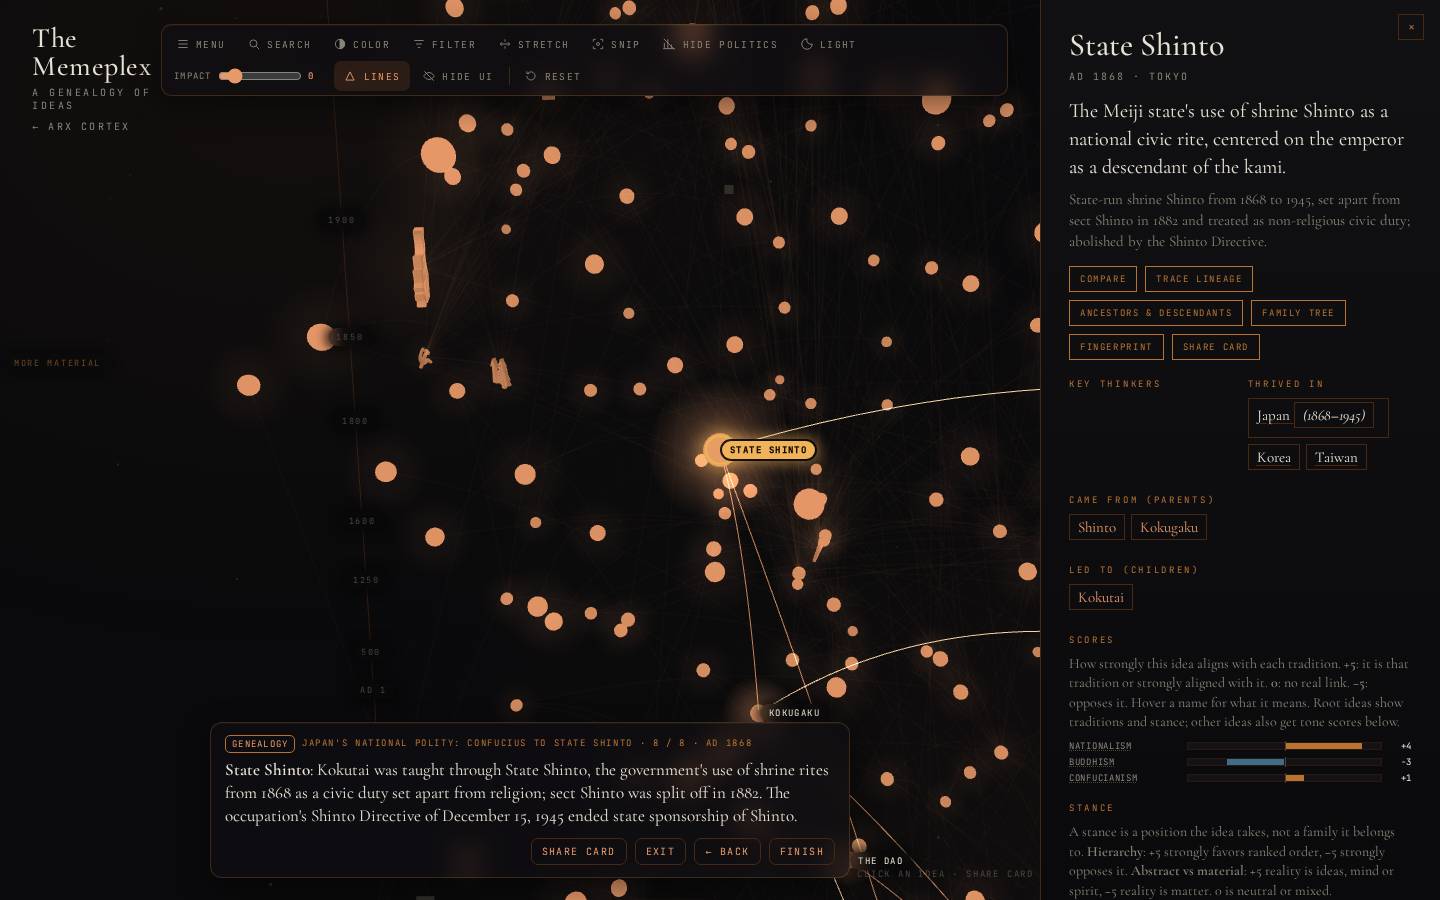 The
Memeplex
A GENEALOGY OF
IDEAS
← ARX CORTEX
MENU
SEARCH
COLOR
FILTER
STRETCH
SNIP
HIDE POLITICS
LIGHT
IMPACT
0
LINES
HIDE UI
RESET
1900
1850
MORE MATERIAL
1800
STATE SHINTO
1600
1250
500
AD 1
KOKUGAKU
GENEALOGY
JAPAN'S NATIONAL POLITY: CONFUCIUS TO STATE SHINTO · 8 / 8 · AD 1868
State Shinto: Kokutai was taught through State Shinto, the government's use of shrine rites
from 1868 as a civic duty set apart from religion; sect Shinto was split off in 1882. The
occupation's Shinto Directive of December 15, 1945 ended state sponsorship of Shinto.
SHARE CARD
EXIT
← BACK
FINISH
THE DAO
CLICK AN IDEA · SHARE CARD
×
State Shinto
AD 1868 · TOKYO
The Meiji state's use of shrine Shinto as a
national civic rite, centered on the emperor
as a descendant of the kami.
State-run shrine Shinto from 1868 to 1945, set apart from
sect Shinto in 1882 and treated as non-religious civic duty;
abolished by the Shinto Directive.
COMPARE
TRACE LINEAGE
ANCESTORS & DESCENDANTS
FAMILY TREE
FINGERPRINT
SHARE CARD
KEY THINKERS
THRIVED IN
Japan (1868–1945)
Korea
Taiwan
CAME FROM (PARENTS)
Shinto
Kokugaku
LED TO (CHILDREN)
Kokutai
SCORES
How strongly this idea aligns with each tradition. +5: it is that
tradition or strongly aligned with it. 0: no real link. −5:
opposes it. Hover a name for what it means. Root ideas show
traditions and stance; other ideas also get tone scores below.
NATIONALISM +4
BUDDHISM −3
CONFUCIANISM +1
STANCE
A stance is a position the idea takes, not a family it belongs
to. Hierarchy: +5 strongly favors ranked order, −5 strongly
opposes it. Abstract vs material: +5 reality is ideas, mind or
spirit, −5 reality is matter. 0 is neutral or mixed.